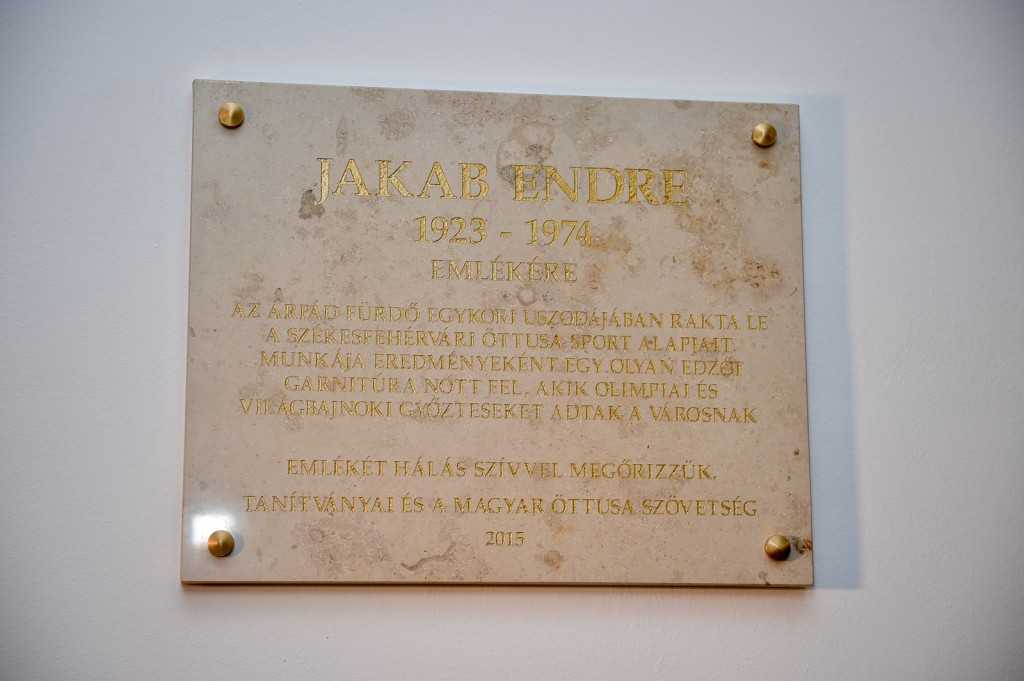 JAKAB ENDRE
1923 - 1974
EMLÉKÉRE
AZ ÁRPÁD FÜRDŐ EGYKORI USZODÁJÁBAN RAKTA LE
A SZÉKESFEHÉRVÁRI ÖTTUSA SPORT ALAPJAIT.
MUNKÁJA EREDMÉNYEKÉNT EGY OLYAN EDZŐI
GARNITÚRA NŐTT FEL, AKIK OLIMPIAI ÉS
VILÁGBAJNOKI GYŐZTESEKET ADTAK A VÁROSNAK
EMLÉKÉT HÁLÁS SZÍVVEL MEGŐRIZZÜK.
TANÍTVÁNYAI ÉS A MAGYAR ÖTTUSA SZÖVETSÉG
2015